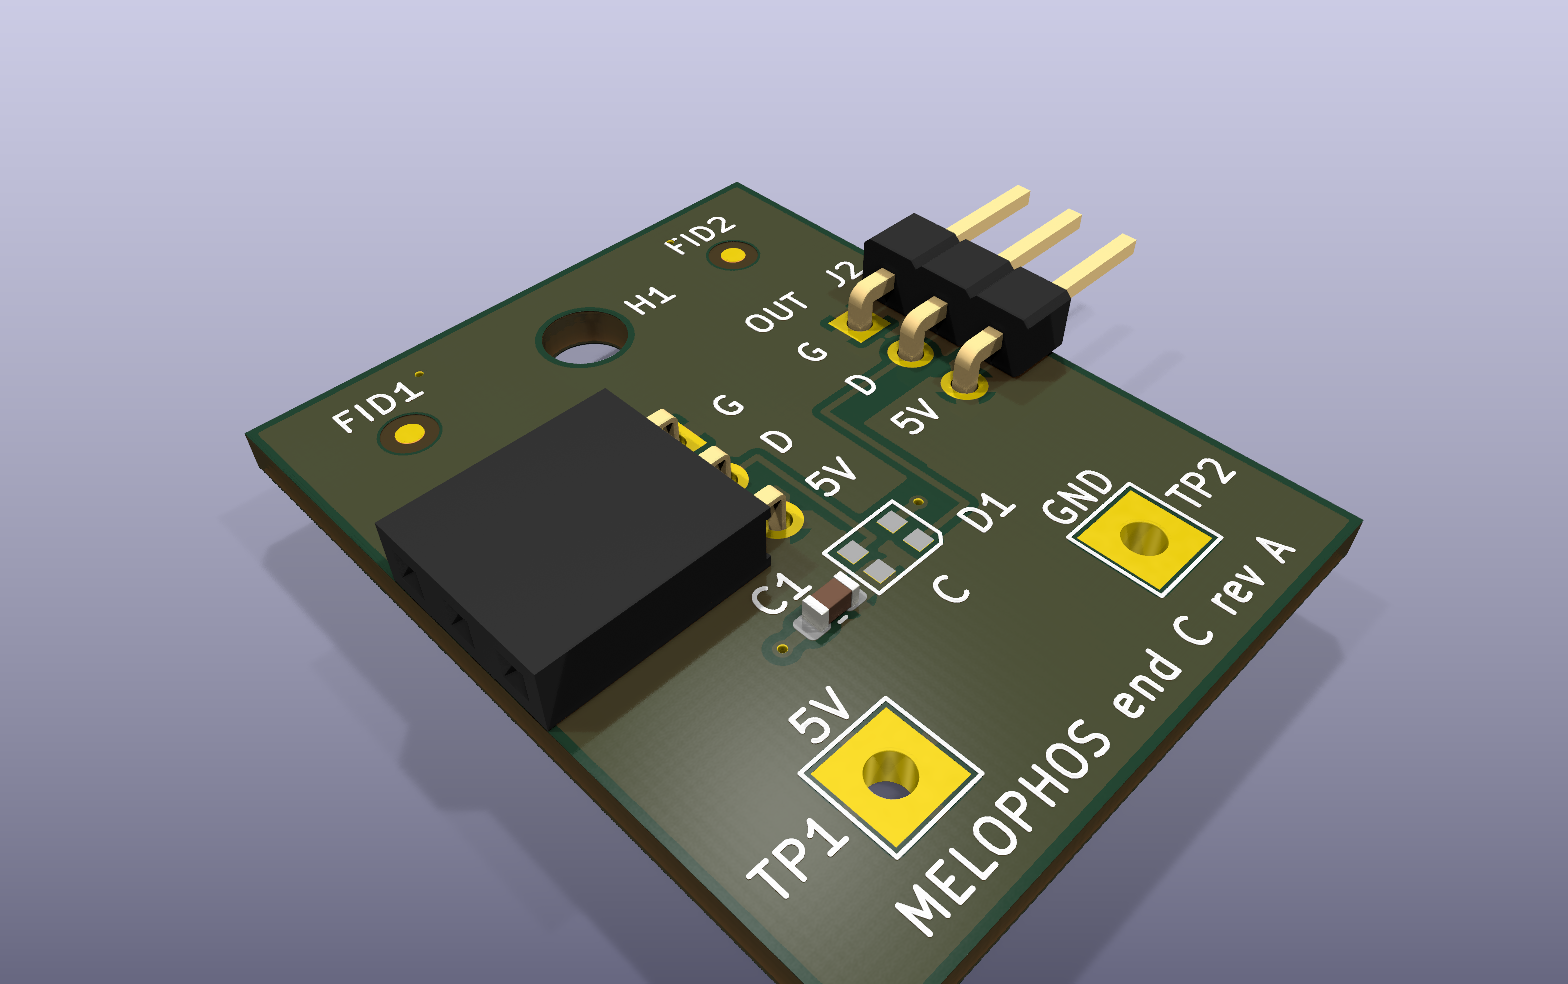 FID2
H1
J2
OUT
G
D
5V
FID1
G
D
5V
D1
C
C1
GND
TP2
5V
TP1
MELOPHOS end C rev A